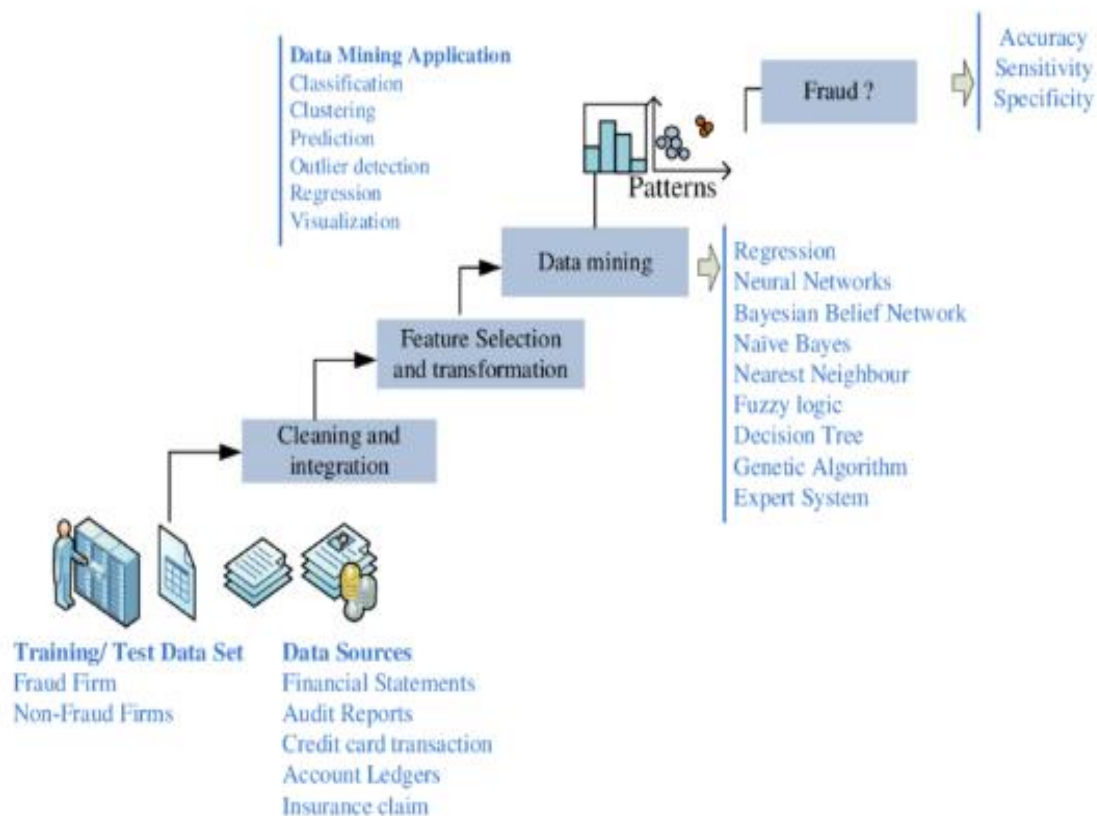 Data Mining Application
Classification
Clustering
Prediction
Outlier detection
Regression
Visualization
Fraud ?
Accuracy
Sensitivity
Specificity
Patterns
Data mining
Regression
Neural Networks
Bayesian Belief Network
Naïve Bayes
Nearest Neighbour
Fuzzy logic
Decision Tree
Genetic Algorithm
Expert System
Feature Selection
and transformation
Cleaning and
integration
Training/ Test Data Set
Fraud Firm
Non-Fraud Firms
Data Sources
Financial Statements
Audit Reports
Credit card transaction
Account Ledgers
Insurance claim